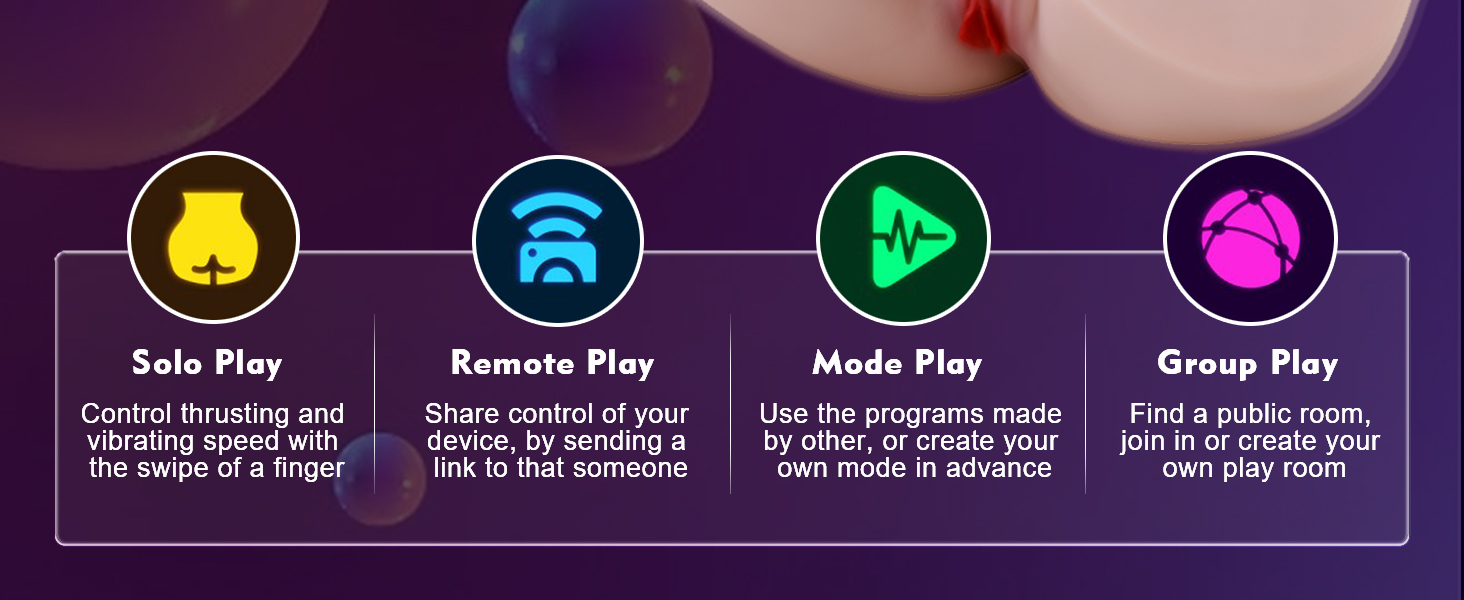 Solo Play
Control thrusting and
vibrating speed with
the swipe of a finger
Remote Play
Share control of your
device, by sending a
link to that someone
Mode Play
Use the programs made
by other, or create your
own mode in advance
Group Play
Find a public room,
join in or create your
own play room